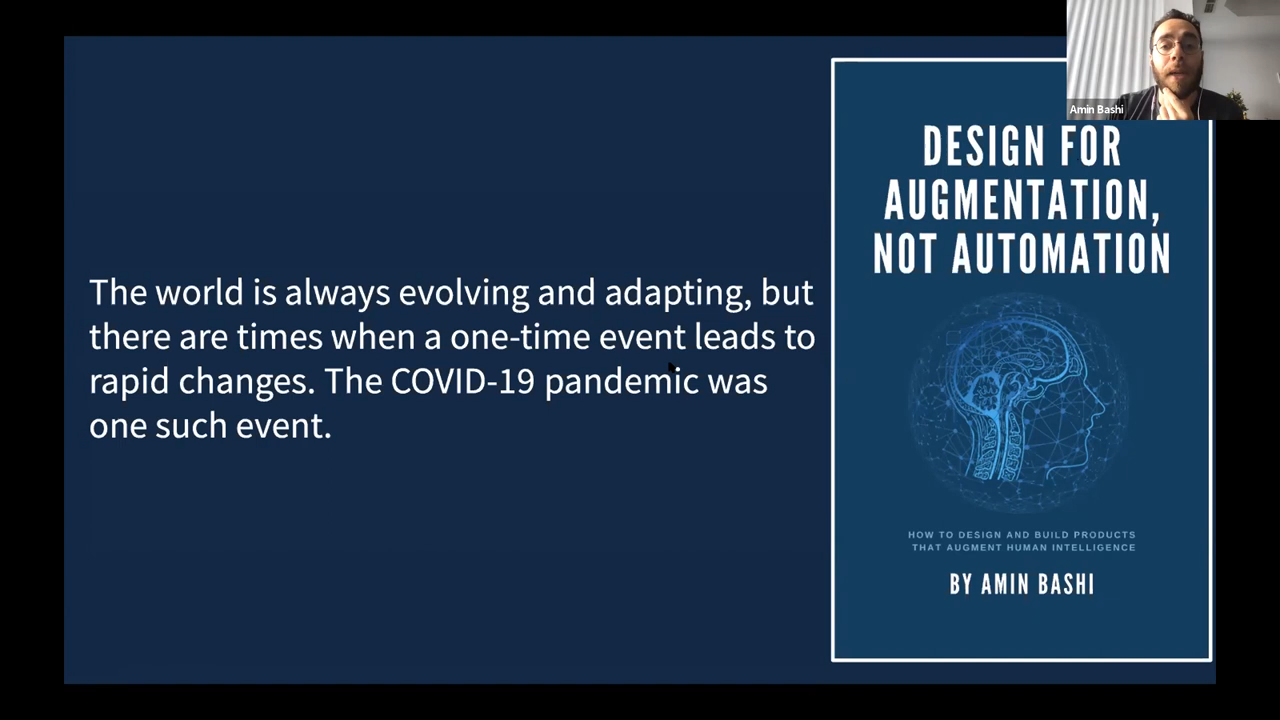 Amin Bashi
The world is always evolving and adapting, but
there are times when a one-time event leads to
rapid changes. The COVID-19 pandemic was
one such event.
DESIGN FOR
AUGMENTATION,
NOT AUTOMATION
HOW TO DESIGN AND BUILD PRODUCTS
THAT AUGMENT HUMAN INTELLIGENCE
BY AMIN BASHI